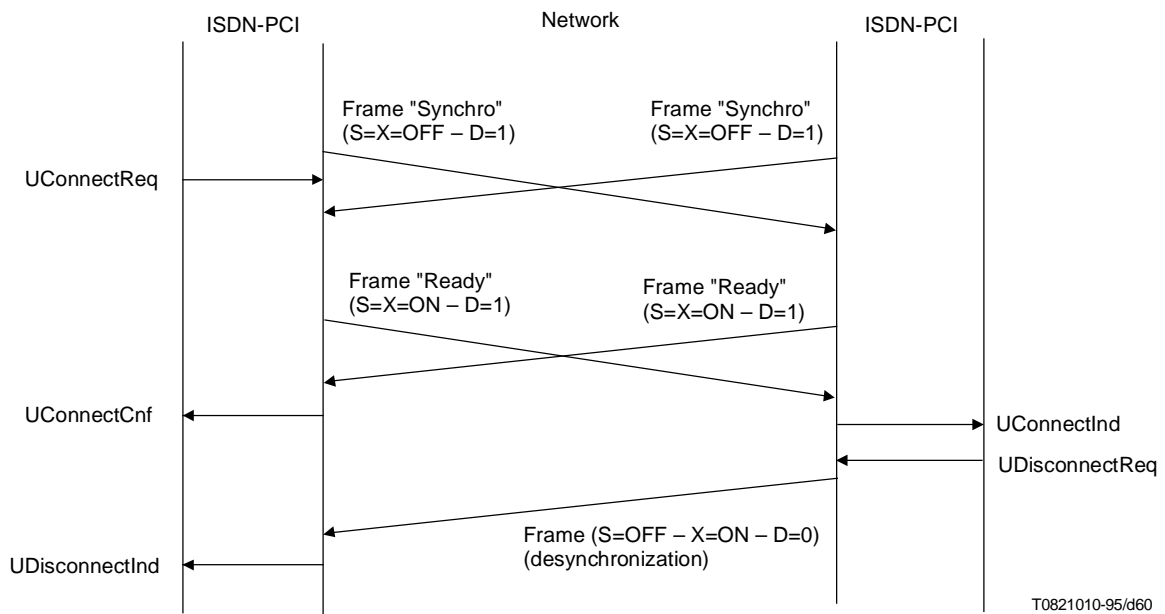 ISDN-PCI
Network
ISDN-PCI
Frame "Synchro"
(S=X=OFF – D=1)
Frame "Synchro"
(S=X=OFF – D=1)
UConnectReq
Frame "Ready"
(S=X=ON – D=1)
Frame "Ready"
(S=X=ON – D=1)
UConnectCnf
UConnectInd
UDisconnectReq
Frame (S=OFF – X=ON – D=0)
(desynchronization)
UDisconnectInd
T0821010-95/d60